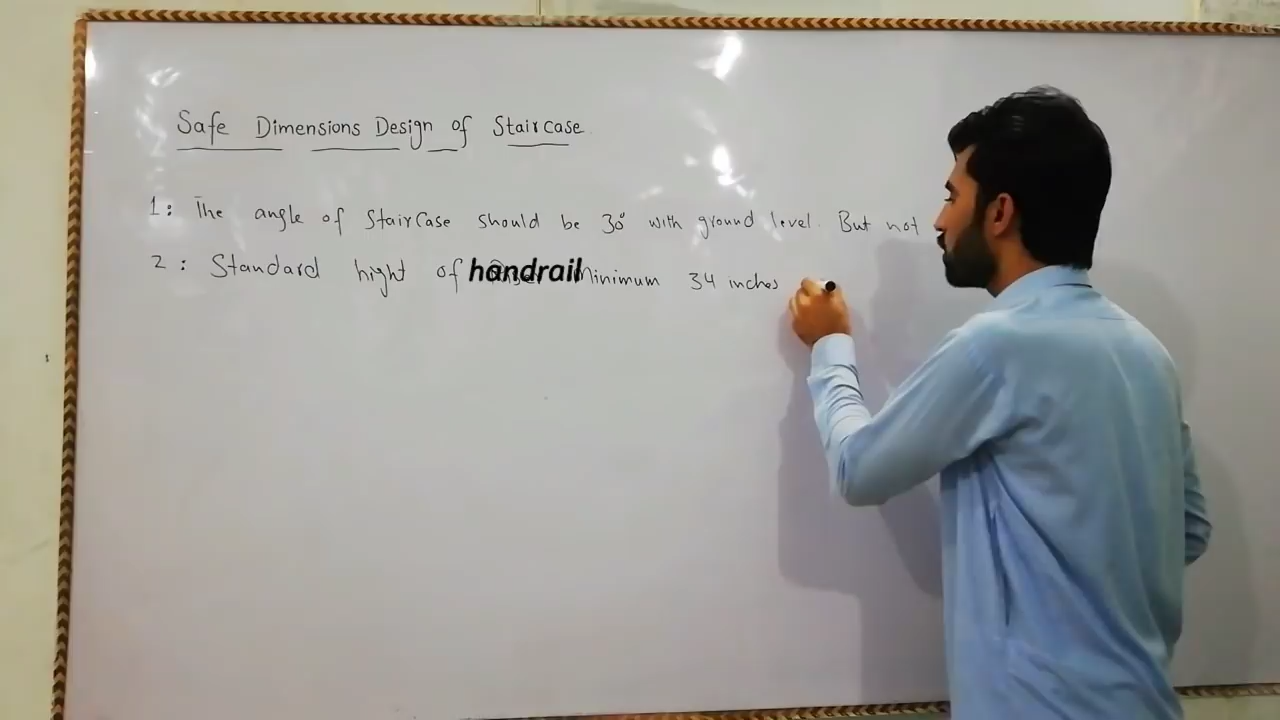 Safe Dimensions Design of StairCase
1: The angle of StairCase should be 30° with ground level. But not
2: Standard hight of handrail Minimum 34 inches